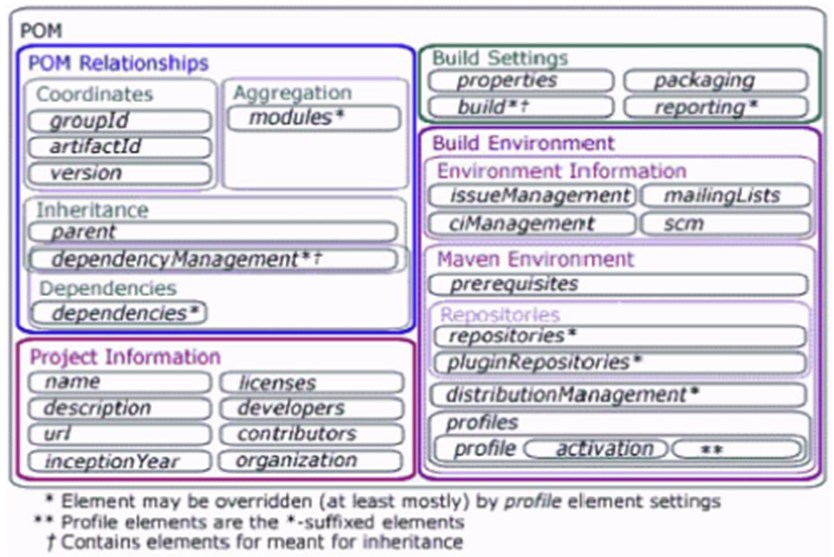 POM
POM Relationships
Coordinates
groupId
artifactId
version
Aggregation
modules*
Inheritance
parent
dependencyManagement*†
Dependencies
dependencies*
Project Information
name
licenses
description
developers
url
contributors
inceptionYear
organization
Build Settings
properties
packaging
build*†
reporting*
Build Environment
Environment Information
issueManagement
mailingLists
ciManagement
scm
Maven Environment
prerequisites
Repositories
repositories*
pluginRepositories*
distributionManagement*
profiles
profile activation **
* Element may be overridden (at least mostly) by profile element settings
** Profile elements are the *-suffixed elements
† Contains elements for meant for inheritance